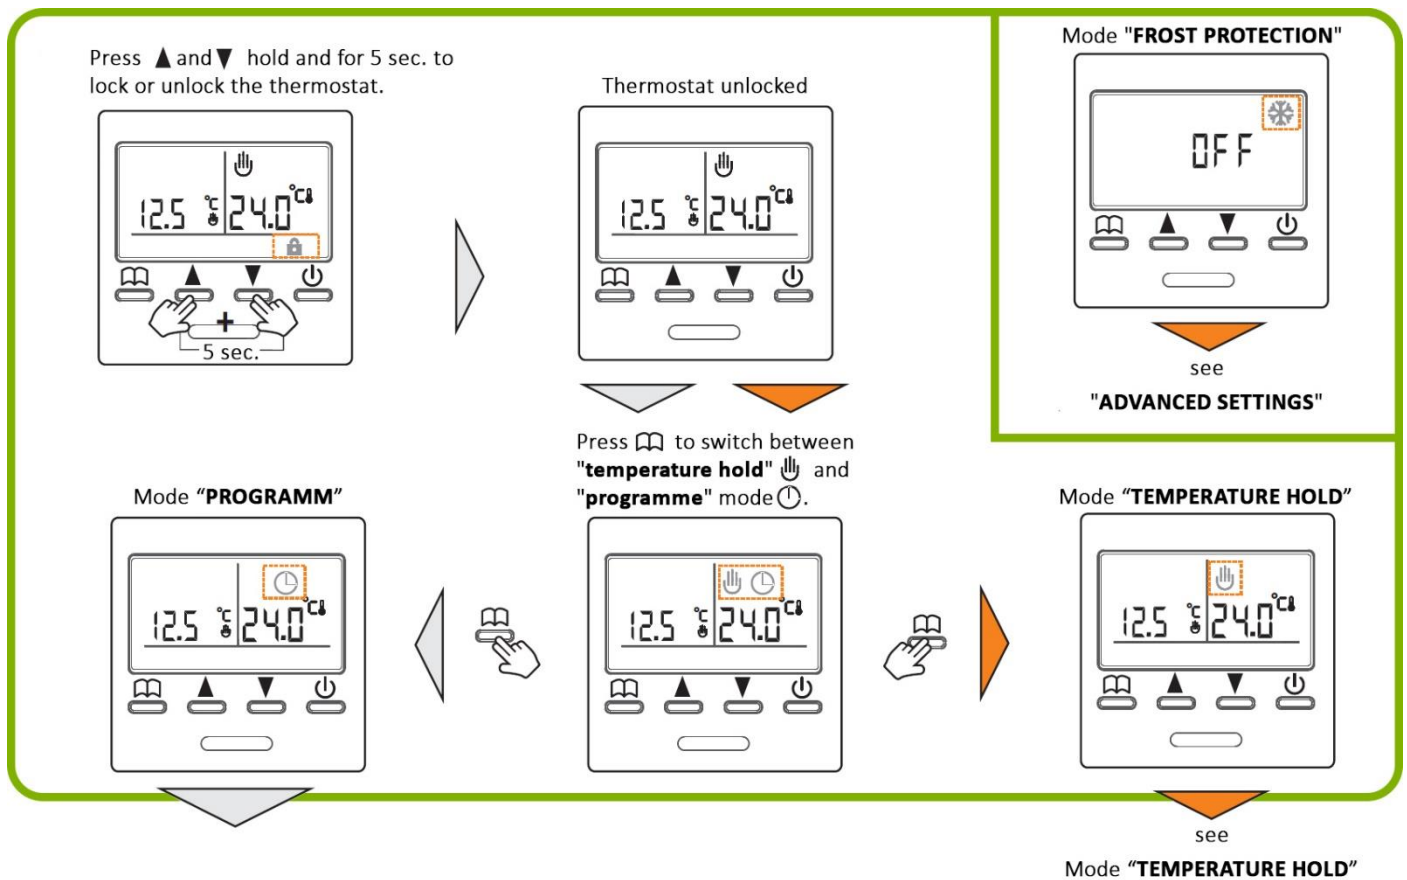 Press ▲ and ▼ hold and for 5 sec. to
lock or unlock the thermostat.
12.5 °C 24.0 °C
+
5 sec.
Thermostat unlocked
12.5 °C 24.0 °C
Mode "FROST PROTECTION"
OFF
see
"ADVANCED SETTINGS"
Press to switch between
"temperature hold" and
"programme" mode .
Mode “PROGRAMM”
12.5 °C 24.0 °C
12.5 °C 24.0 °C
Mode “TEMPERATURE HOLD”
12.5 °C 24.0 °C
see
Mode “TEMPERATURE HOLD”